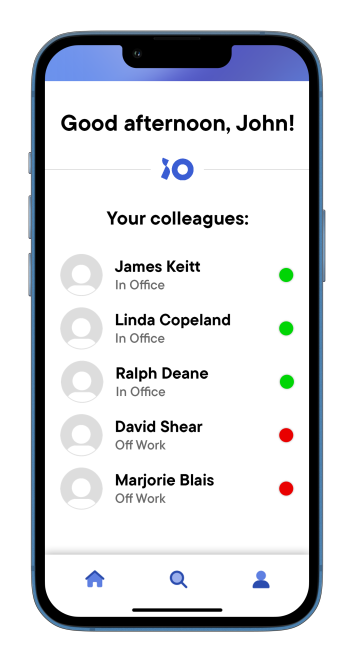 Good afternoon, John!
Your colleagues:
James Keitt
In Office
Linda Copeland
In Office
Ralph Deane
In Office
David Shear
Off Work
Marjorie Blais
Off Work